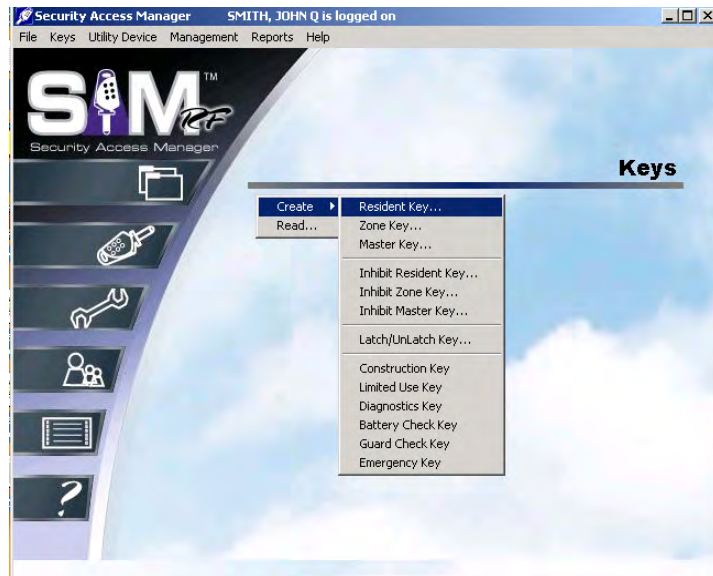 Security Access Manager SMITH, JOHN Q is logged on
File Keys Utility Device Management Reports Help
SAM TM
RF
Security Access Manager
Keys
Create Resident Key...
Read... Zone Key...
Master Key...
Inhibit Resident Key...
Inhibit Zone Key...
Inhibit Master Key...
Latch/UnLatch Key...
Construction Key
Limited Use Key
Diagnostics Key
Battery Check Key
Guard Check Key
Emergency Key
?